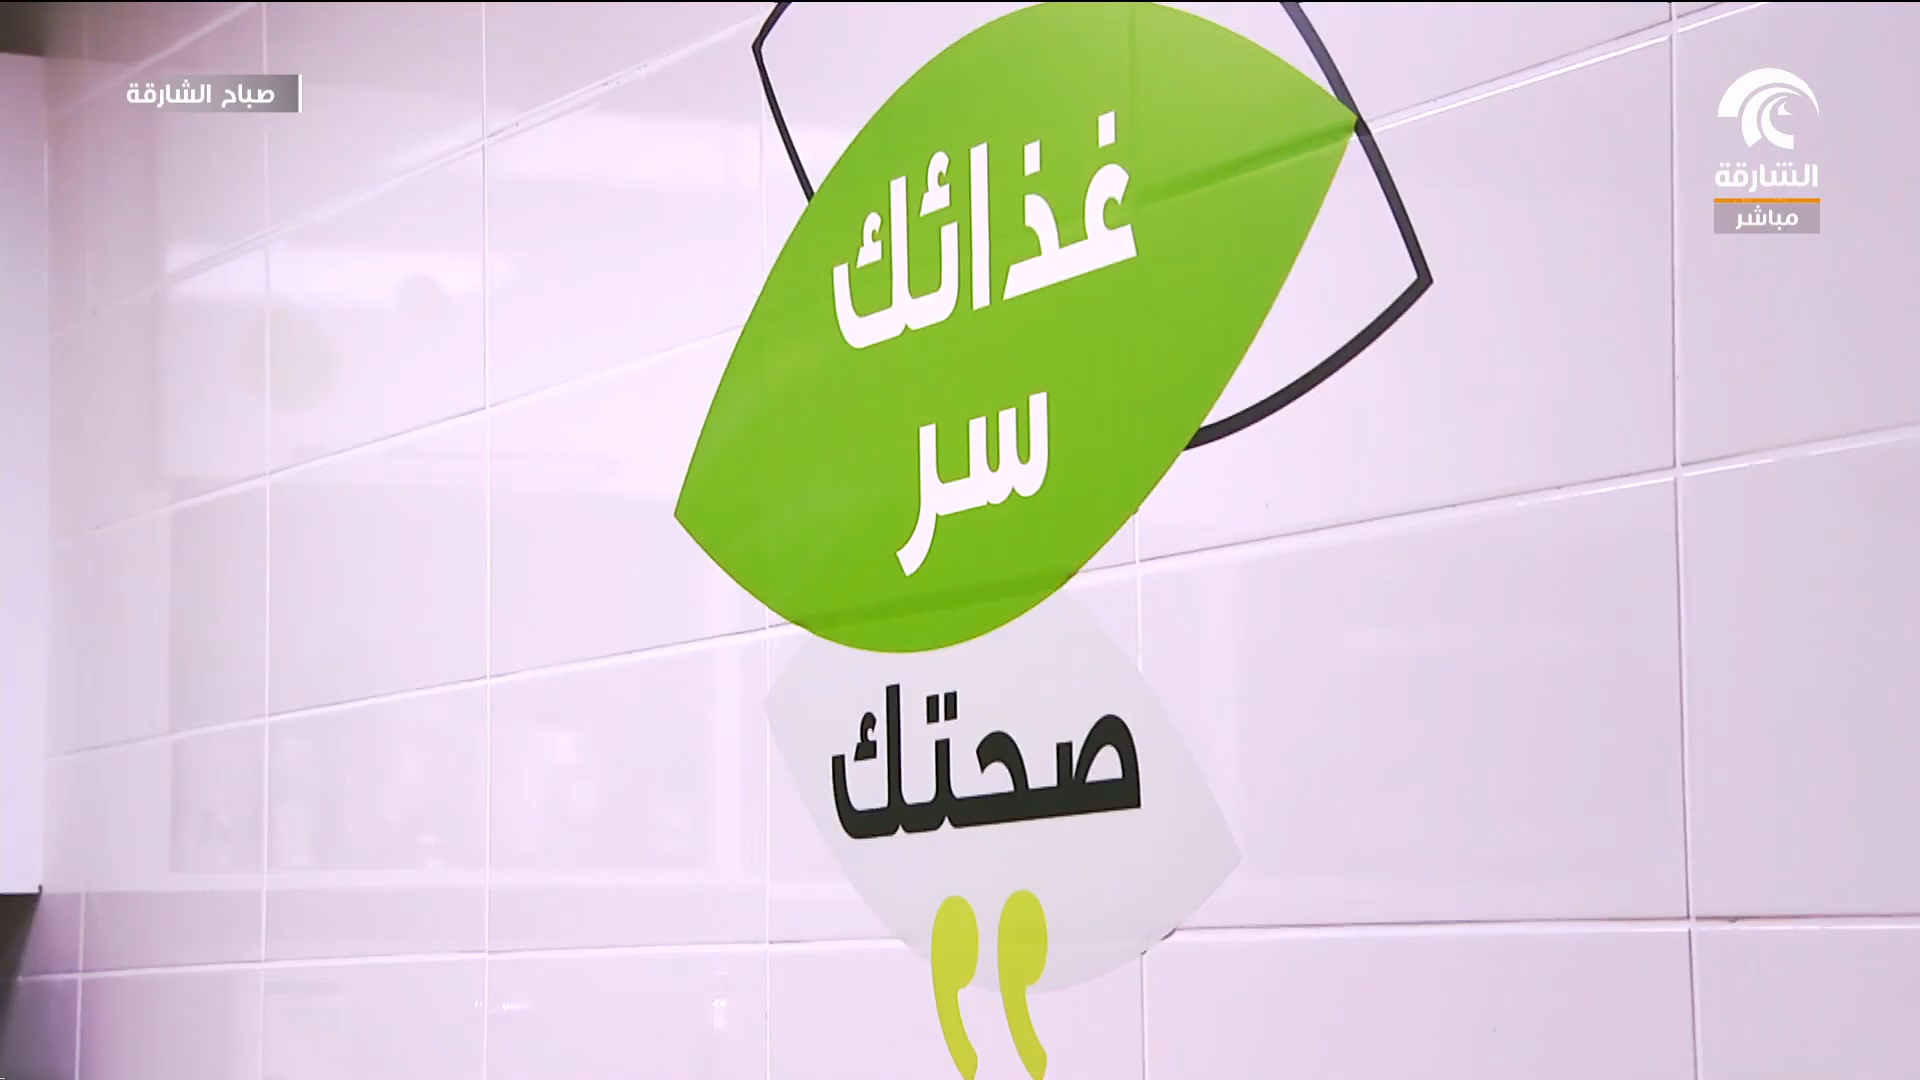 صباح الشارقة
الشارقة
مباشر
غذائك
سر
صحتك
”